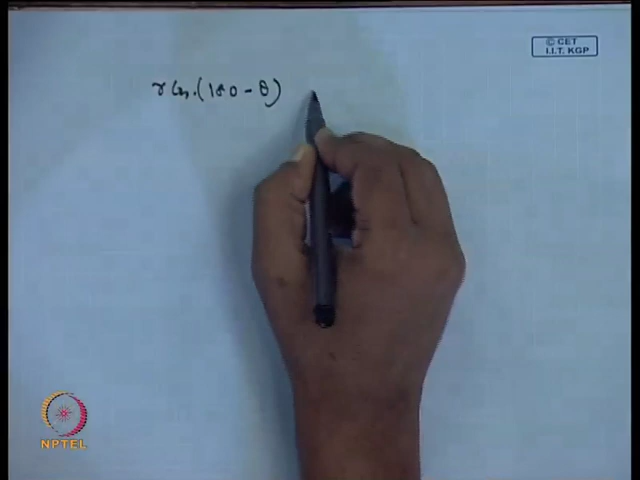 © CET
I.I.T. KGP
r Cos.(180 - θ)
NPTEL